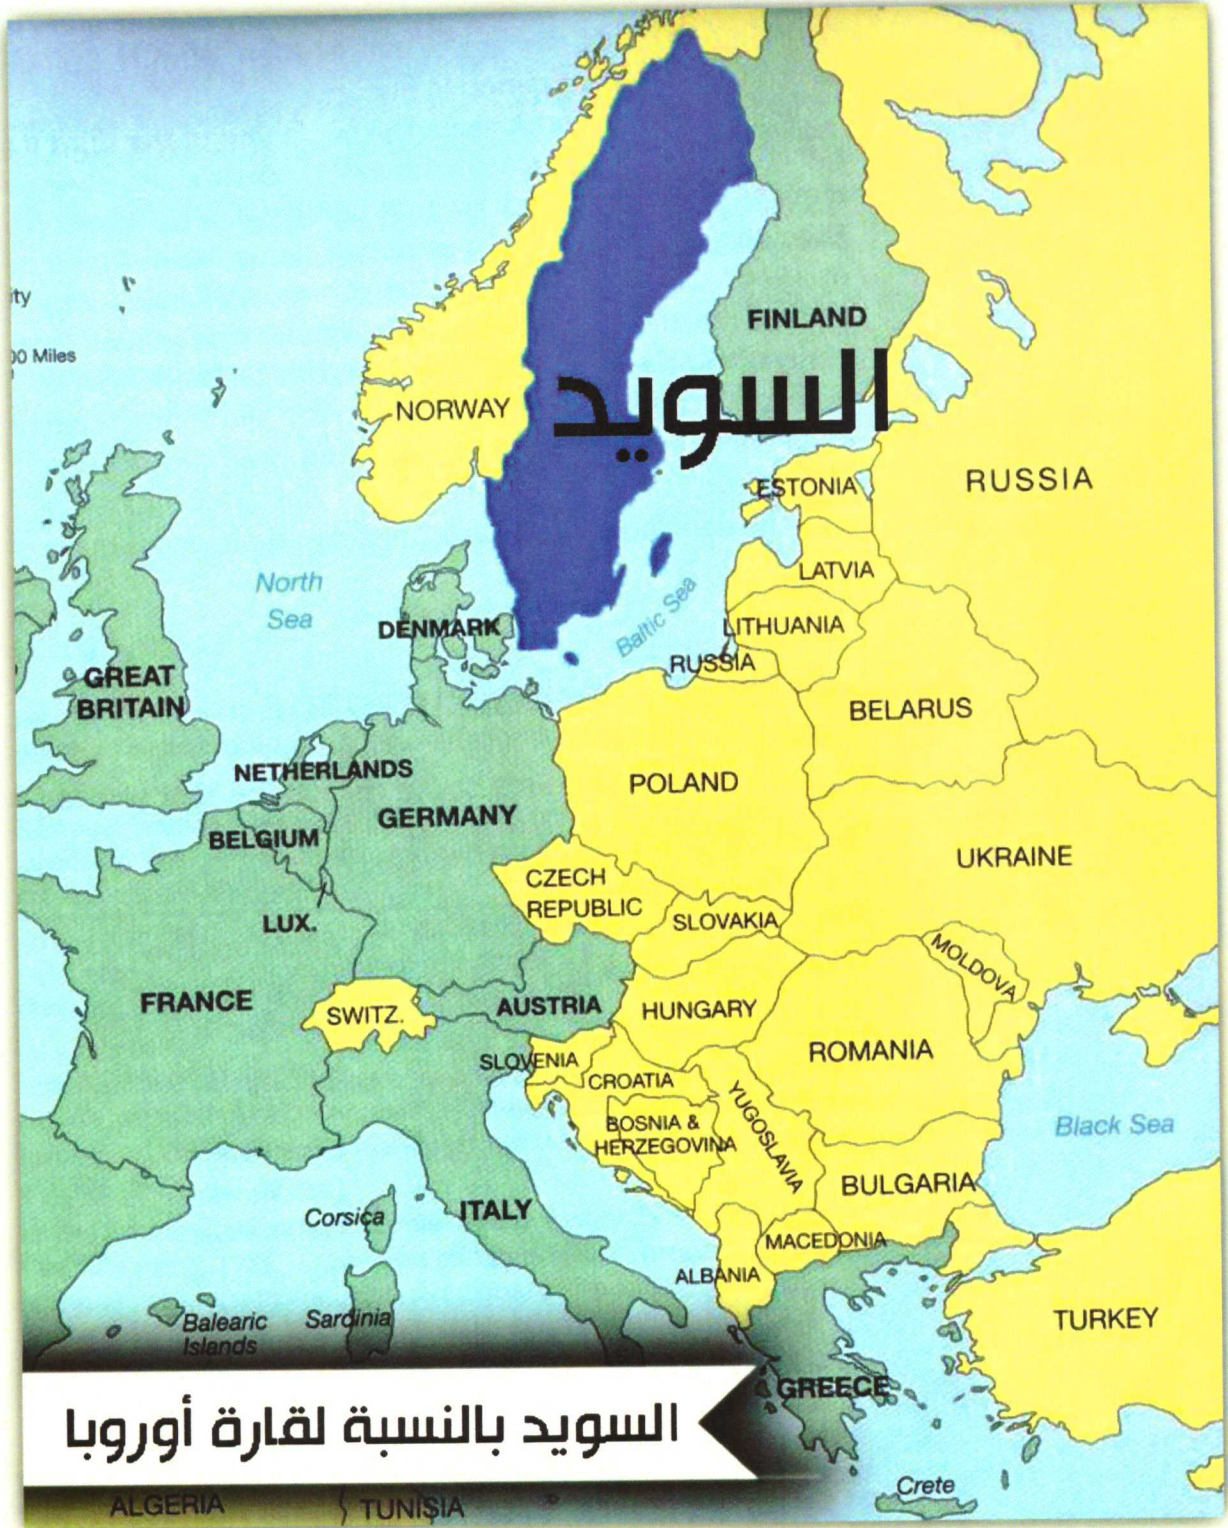 FINLAND
ity
00 Miles
السويد
NORWAY
RUSSIA
ESTONIA
LATVIA
North
Sea
Baltic Sea
DENMARK
LITHUANIA
RUSSIA
GREAT
BRITAIN
BELARUS
NETHERLANDS
POLAND
GERMANY
BELGIUM
UKRAINE
CZECH
REPUBLIC
SLOVAKIA
LUX.
MOLDOVA
FRANCE
SWITZ.
AUSTRIA
HUNGARY
ROMANIA
SLOVENIA
CROATIA
BOSNIA &
HERZEGOVINA
YUGOSLAVIA
Black Sea
BULGARIA
Corsica
ITALY
MACEDONIA
ALBANIA
Balearic
Islands
Sardinia
TURKEY
GREECE
السويد بالنسبة لقارة أوروبا
Crete
ALGERIA
TUNISIA